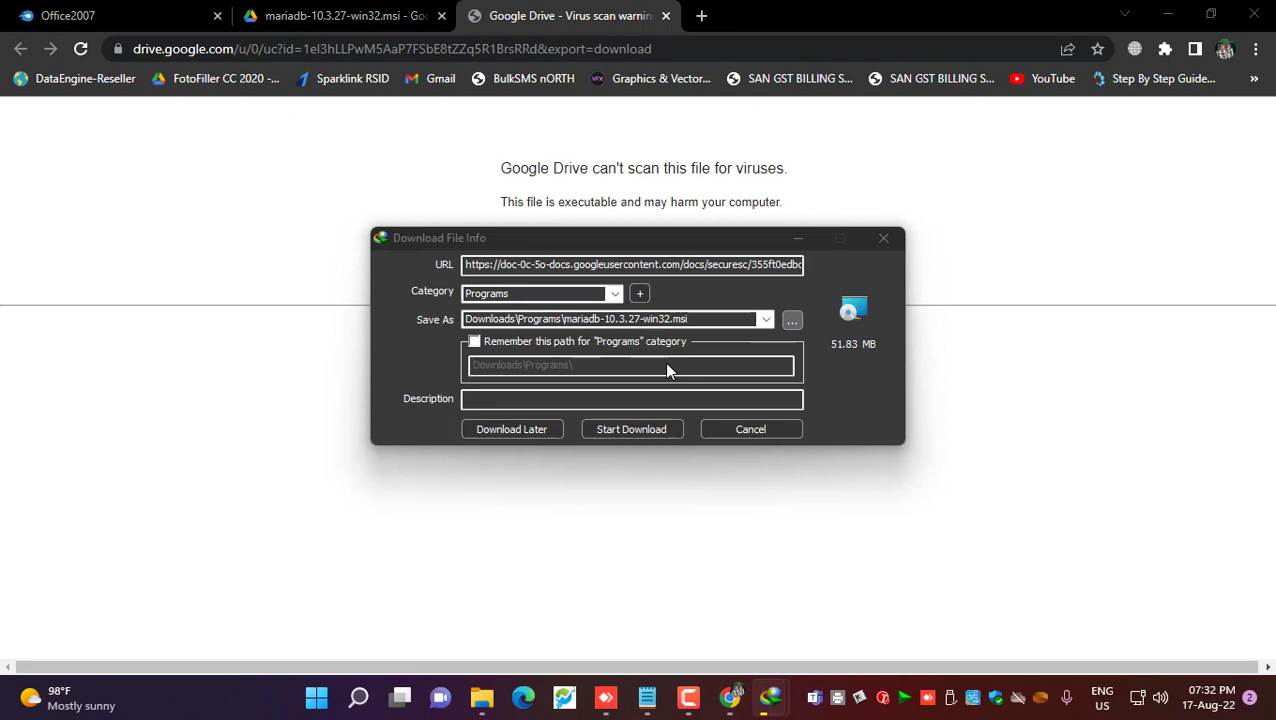 Office2007
mariadb-10.3.27-win32.msi - Goo
Google Drive - Virus scan warnin
drive.google.com/u/0/uc?id=1el3hLLPwM5AaP7FSbE8tZZq5R1BrsRRd&export=download
DataEngine-Reseller
FotoFiller CC 2020 -...
Sparklink RSID
Gmail
BulkSMS nORTH
Graphics & Vector...
SAN GST BILLING S...
SAN GST BILLING S...
YouTube
Step By Step Guide...
Google Drive can't scan this file for viruses.
This file is executable and may harm your computer.
Download File Info
URL
https://doc-0c-5o-docs.googleusercontent.com/docs/securesc/355ft0edbc
Category
Programs
+
Save As
Downloads\Programs\mariadb-10.3.27-win32.msi
...
51.83 MB
Remember this path for "Programs" category
Downloads\Programs\
Description
Download Later
Start Download
Cancel
98°F
Mostly sunny
ENG
US
07:32 PM
17-Aug-22
2